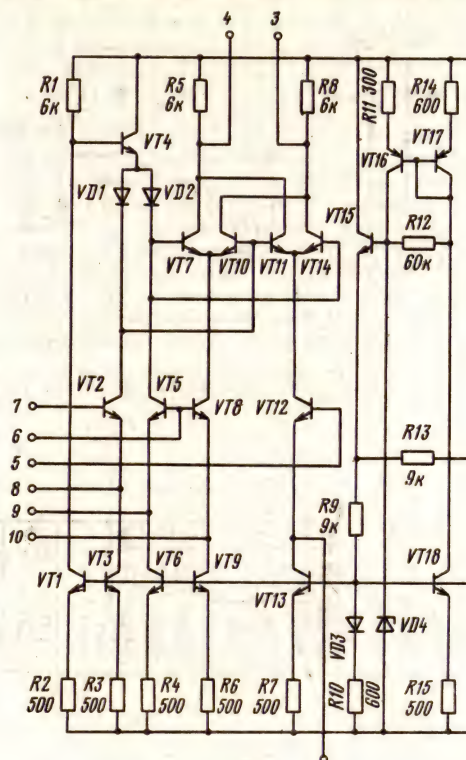 4 3
R1 6к
R5 6к
R8 6к
R11 300
R14 600
VT4
VT16
VT17
VD1
VD2
VT15
R12 60к
VT7
VT10
VT11
VT14
7
VT2
VT5
VT8
VT12
6
5
R13 9к
8
9
R9 9к
10
VT1
VT3
VT6
VT9
VT13
VT18
VD3
VD4
R2 500
R3 500
R4 500
R6 500
R7 500
R10 600
R15 500